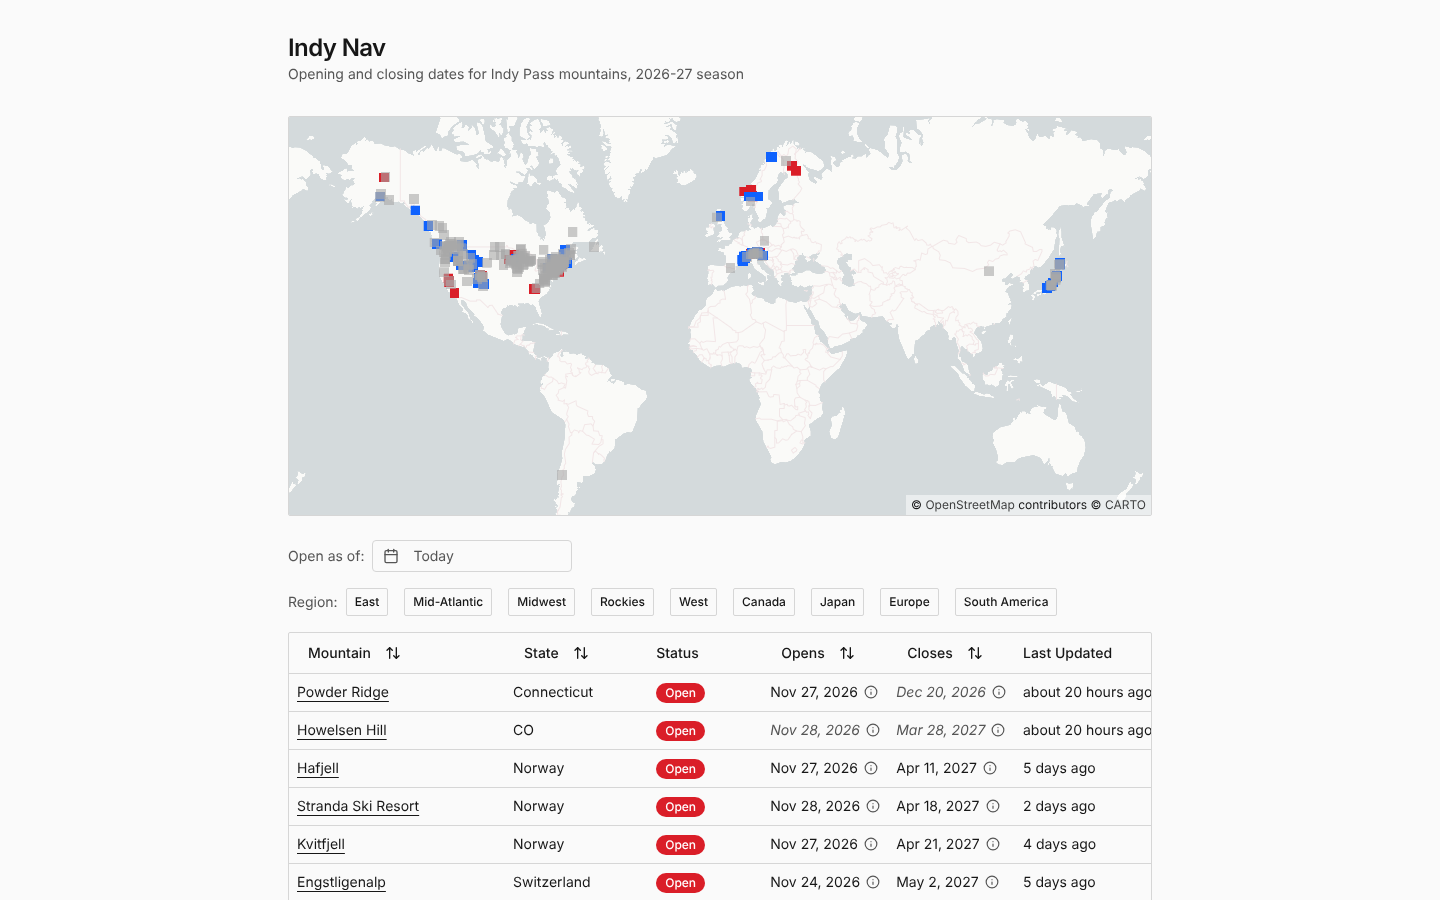 Indy Nav
Opening and closing dates for Indy Pass mountains, 2026-27 season
© OpenStreetMap contributors © CARTO
Open as of: Today
Region: East Mid-Atlantic Midwest Rockies West Canada Japan Europe South America
Mountain State Status Opens Closes Last Updated
Powder Ridge Connecticut Open Nov 27, 2026 Dec 20, 2026 about 20 hours ago
Howelsen Hill CO Open Nov 28, 2026 Mar 28, 2027 about 20 hours ago
Hafjell Norway Open Nov 27, 2026 Apr 11, 2027 5 days ago
Stranda Ski Resort Norway Open Nov 28, 2026 Apr 18, 2027 2 days ago
Kvitfjell Norway Open Nov 27, 2026 Apr 21, 2027 4 days ago
Engstligenalp Switzerland Open Nov 24, 2026 May 2, 2027 5 days ago